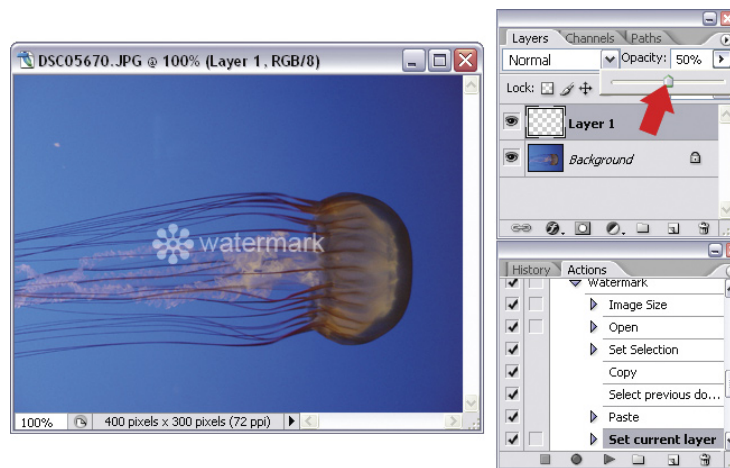 DSC05670.JPG @ 100% (Layer 1, RGB/8)
watermark
100%
400 pixels x 300 pixels (72 ppi)
Layers Channels Paths
Normal Opacity: 50%
Lock:
Layer 1
Background
History Actions
Watermark
Image Size
Open
Set Selection
Copy
Select previous do...
Paste
Set current layer